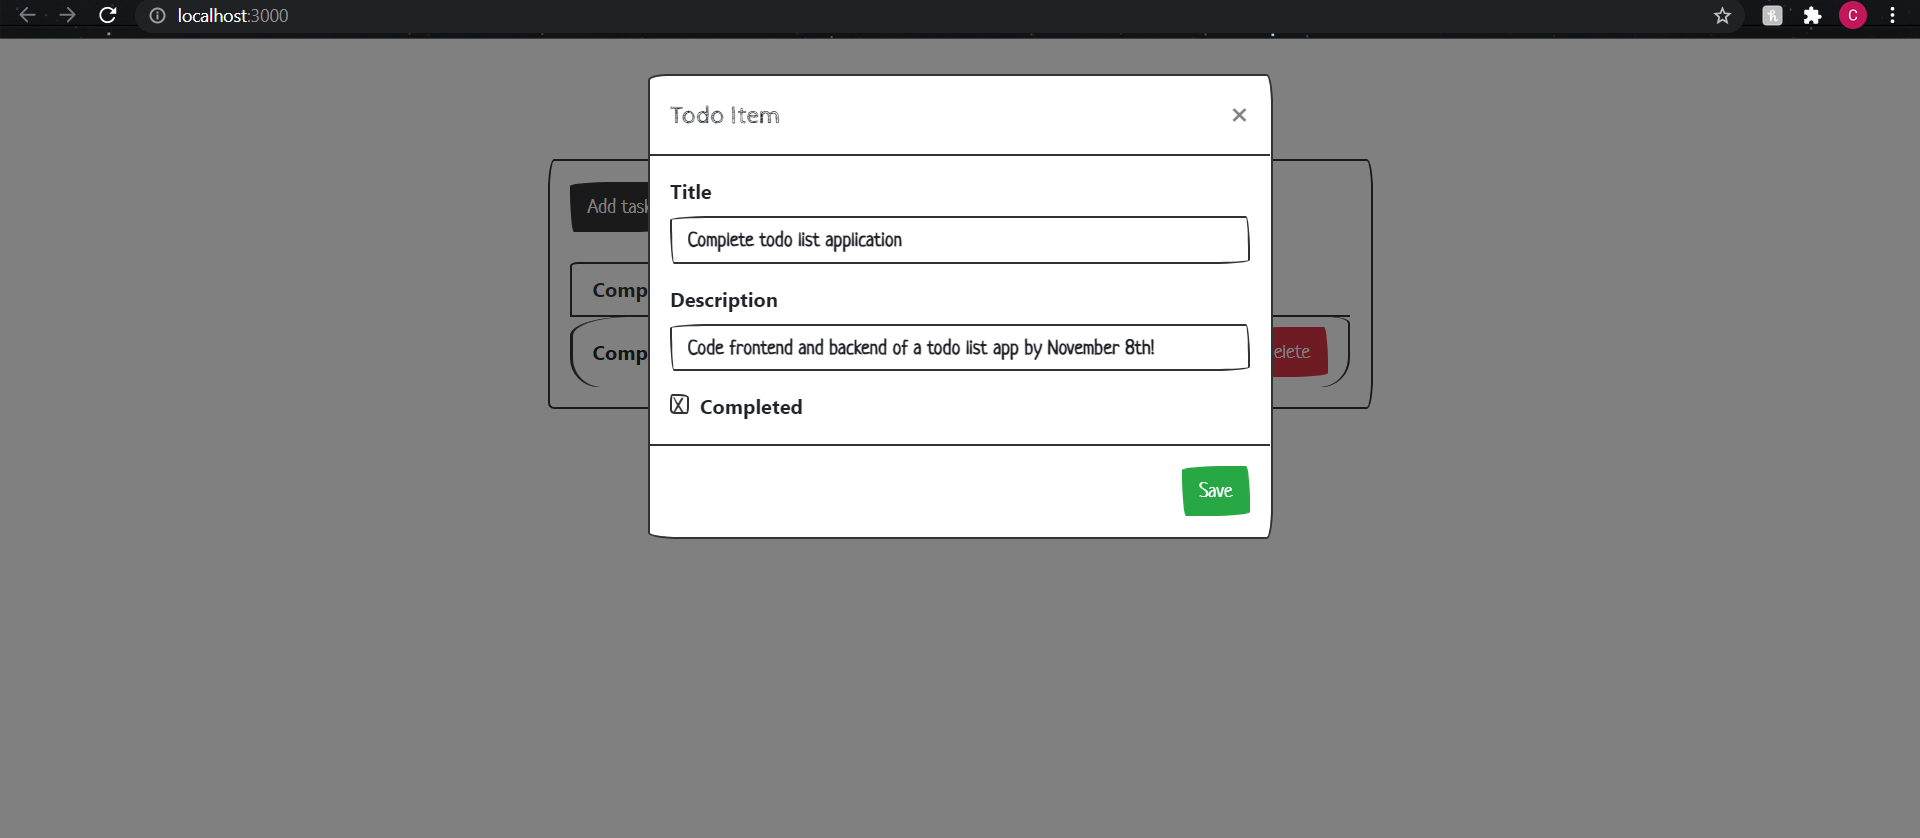 localhost:3000
C
Todo Item
×
Add task
Title
Complete todo list application
Comp
Description
Code frontend and backend of a todo list app by November 8th!
Comp
elete
Completed
Save